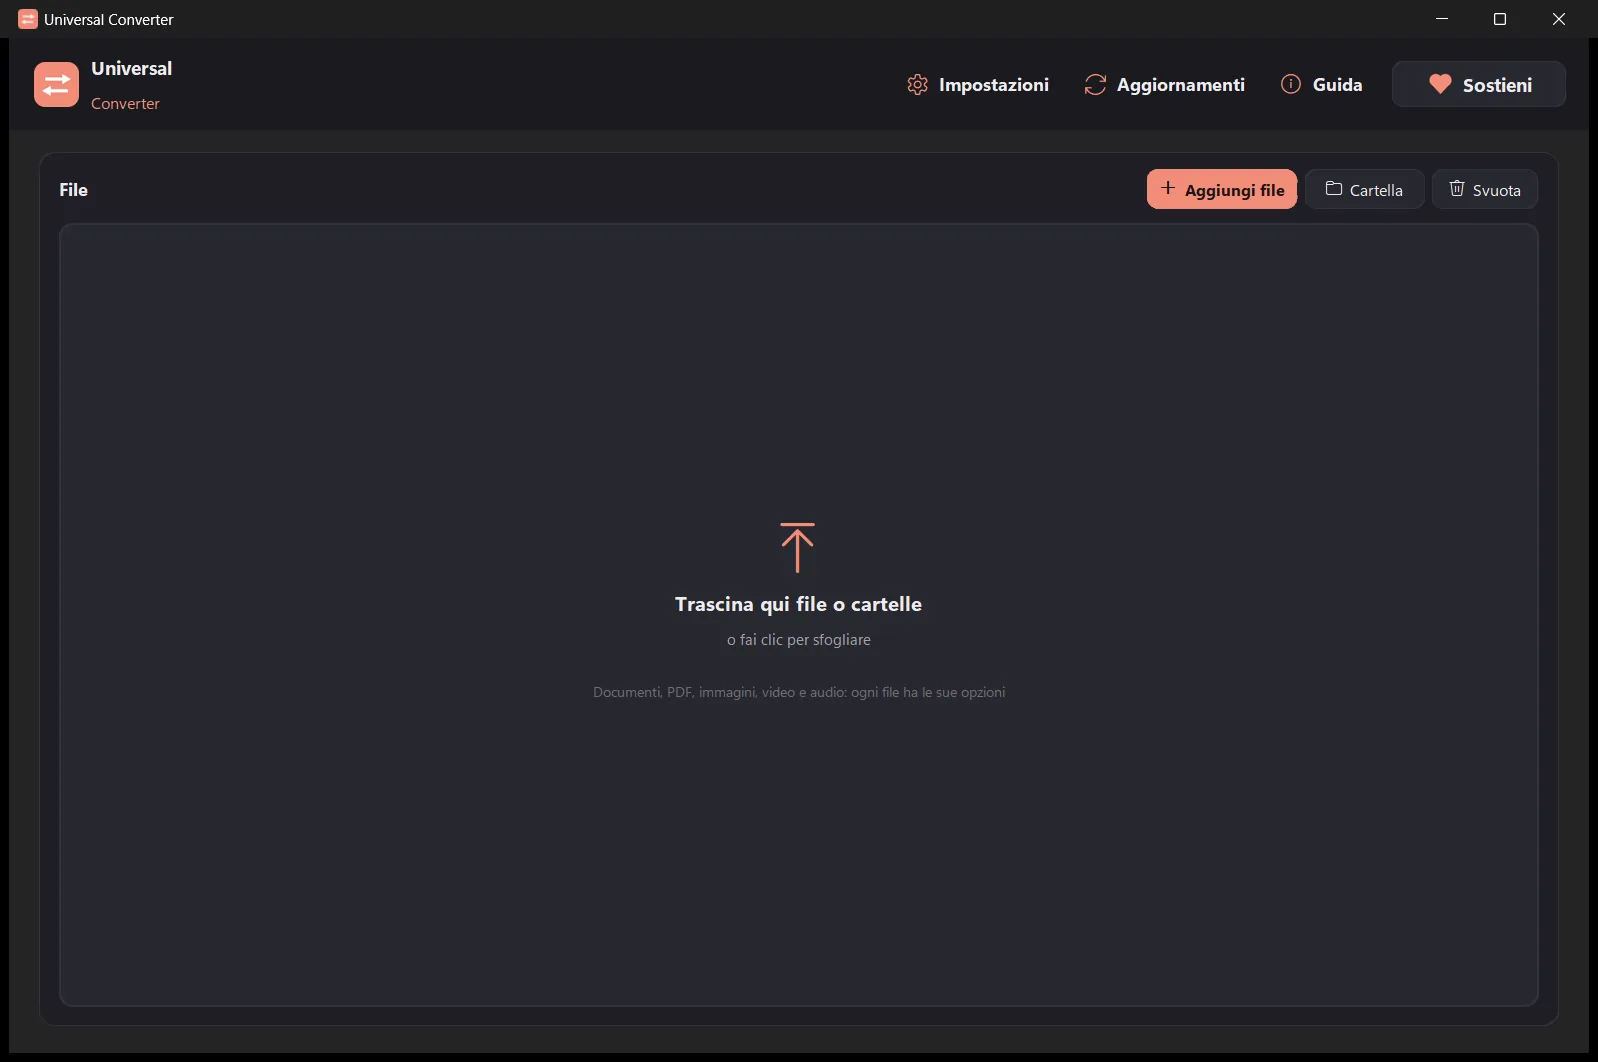 Universal Converter
Universal
Converter
Impostazioni
Aggiornamenti
Guida
Sostieni
File
Aggiungi file
Cartella
Svuota
Trascina qui file o cartelle
o fai clic per sfogliare
Documenti, PDF, immagini, video e audio: ogni file ha le sue opzioni